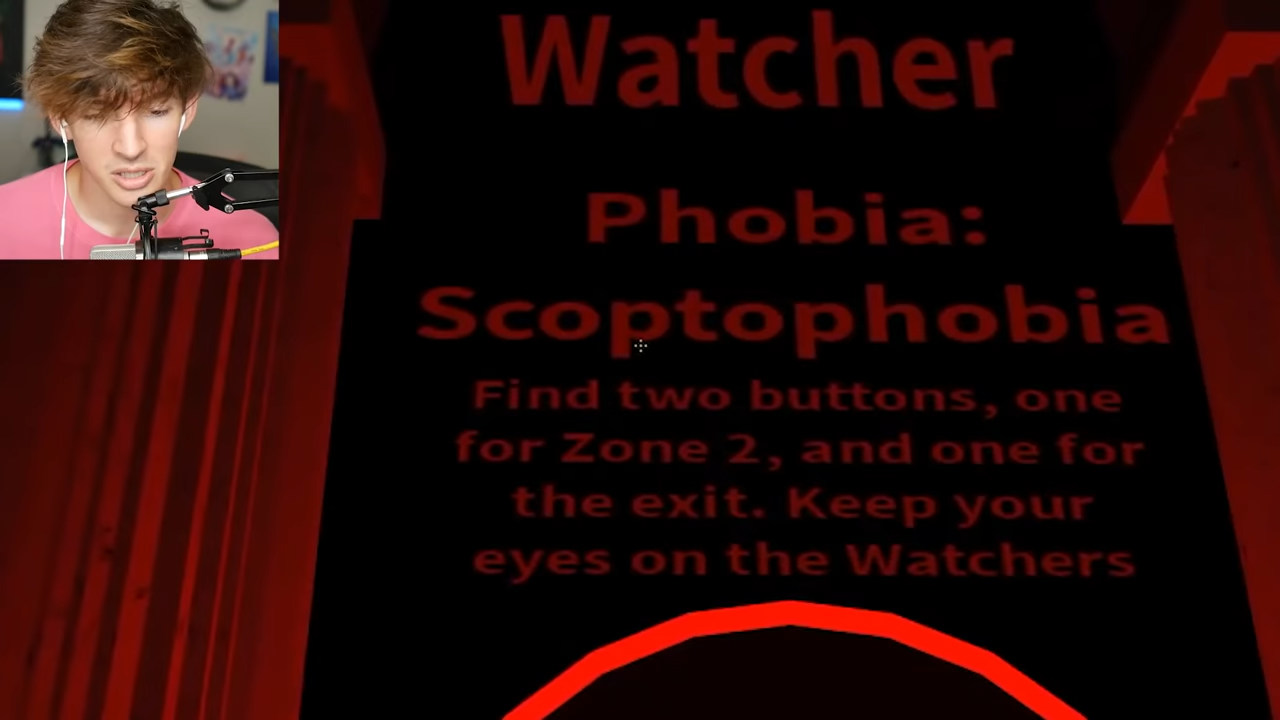 Watcher
Phobia:
Scoptophobia
Find two buttons, one
for Zone 2, and one for
the exit. Keep your
eyes on the Watchers